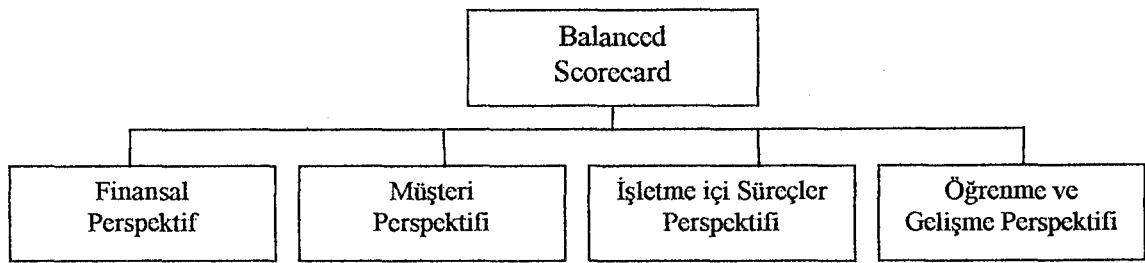 Balanced
Scorecard
Finansal
Perspektif
Müşteri
Perspektifi
İşletme içi Süreçler
Perspektifi
Öğrenme ve
Gelişme Perspektifi